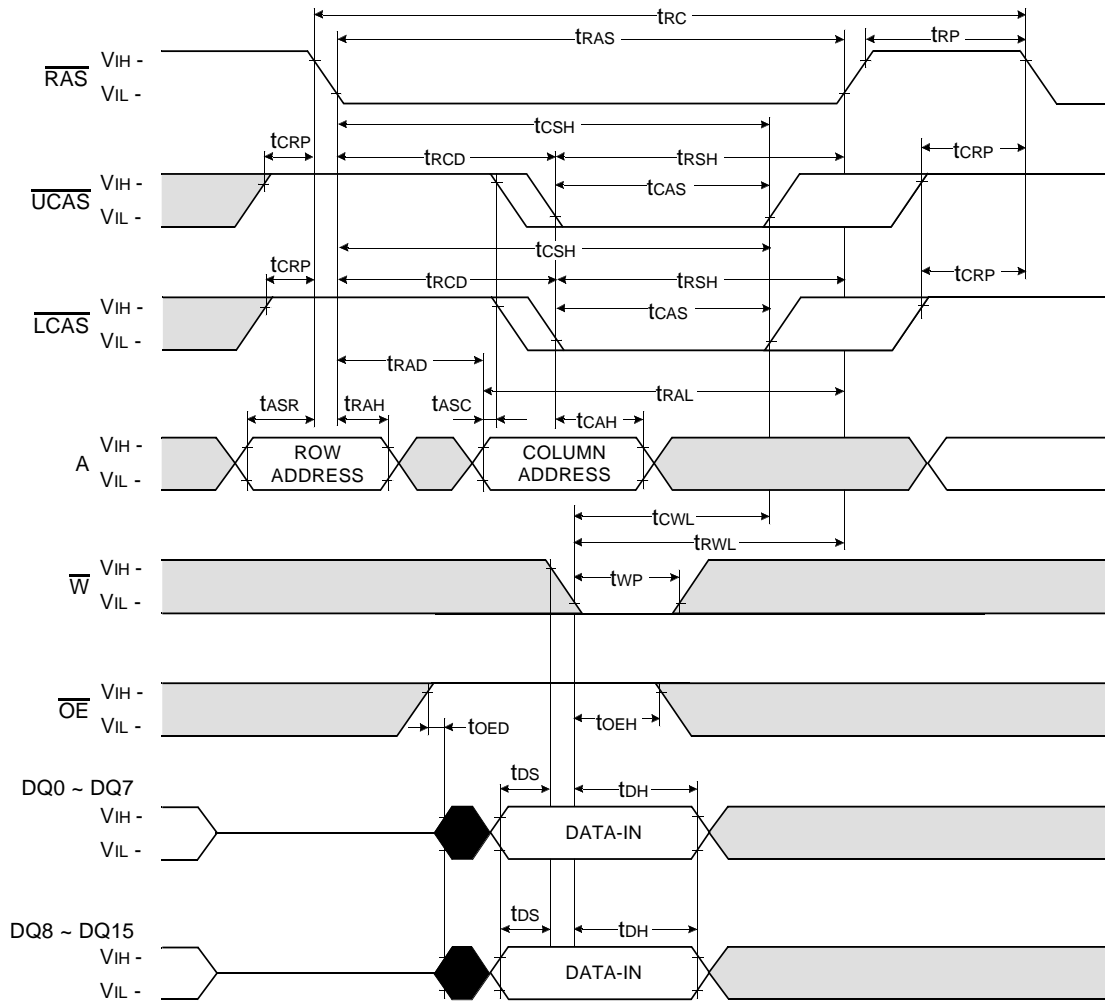 tRC
tRAS
tRP
VIH -
RAS
VIL -
tCSH
tCRP
tRCD
tRSH
tCRP
VIH -
UCAS
VIL -
tCAS
tCSH
tCRP
tRCD
tRSH
tCRP
VIH -
LCAS
VIL -
tCAS
tRAD
tRAL
tASR
tRAH
tASC
tCAH
VIH -
A
VIL -
ROW
ADDRESS
COLUMN
ADDRESS
tCWL
tRWL
VIH -
W
VIL -
tWP
VIH -
OE
VIL -
tOED
tOEH
DQ0 ~ DQ7
tDS
tDH
VIH -
VIL -
DATA-IN
DQ8 ~ DQ15
tDS
tDH
VIH -
VIL -
DATA-IN